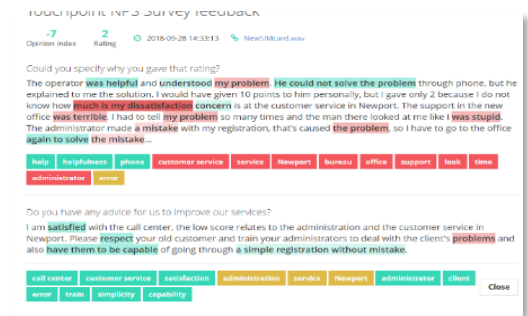 Touchpoint NPS Survey feedback
-7 2 2018-09-28 14:33:13 NewSIMcard.wav
Opinion index Rating
Could you specify why you gave that rating?
The operator was helpful and understood my problem. He could not solve the problem through phone, but he
explained to me the solution. I would have given 10 points to him personally, but I gave only 2 because I do not
know how much is my dissatisfaction concern is at the customer service in Newport. The support in the new
office was terrible. I had to tell my problem so many times and the man there looked at me like I was stupid.
The administrator made a mistake with my registration, that's caused the problem, so I have to go to the office
again to solve the mistake...
help helpfulness phone customer service service Newport bureau office support look time
administrator error
Do you have any advice for us to improve our services?
I am satisfied with the call center, the low score relates to the administration and the customer service in
Newport. Please respect your old customer and train your administrators to deal with the client's problems and
also have them to be capable of going through a simple registration without mistake.
call center customer service satisfaction administration service Newport administrator client
error train simplicity capability
Close